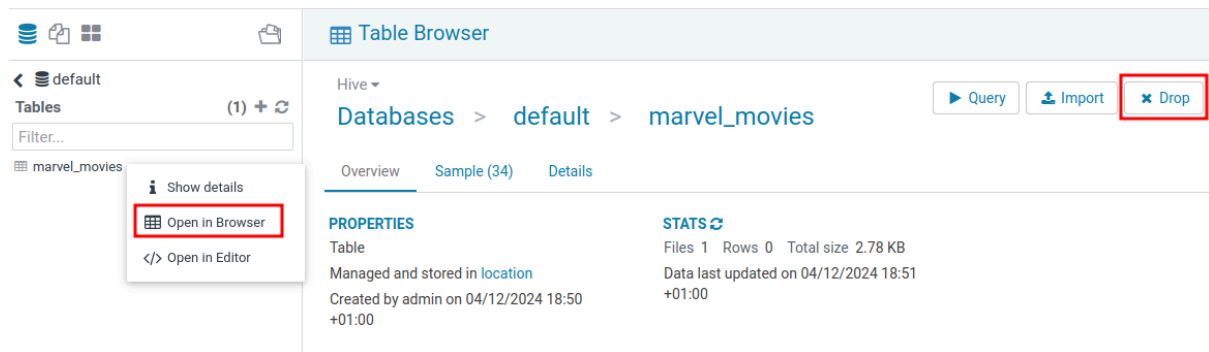 default
Tables (1)
Filter...
marvel_movies
Show details
Open in Browser
</> Open in Editor
Table Browser
Hive
Databases > default > marvel_movies
Query
Import
Drop
Overview Sample (34) Details
PROPERTIES
Table
Managed and stored in location
Created by admin on 04/12/2024 18:50
+01:00
STATS
Files 1 Rows 0 Total size 2.78 KB
Data last updated on 04/12/2024 18:51
+01:00